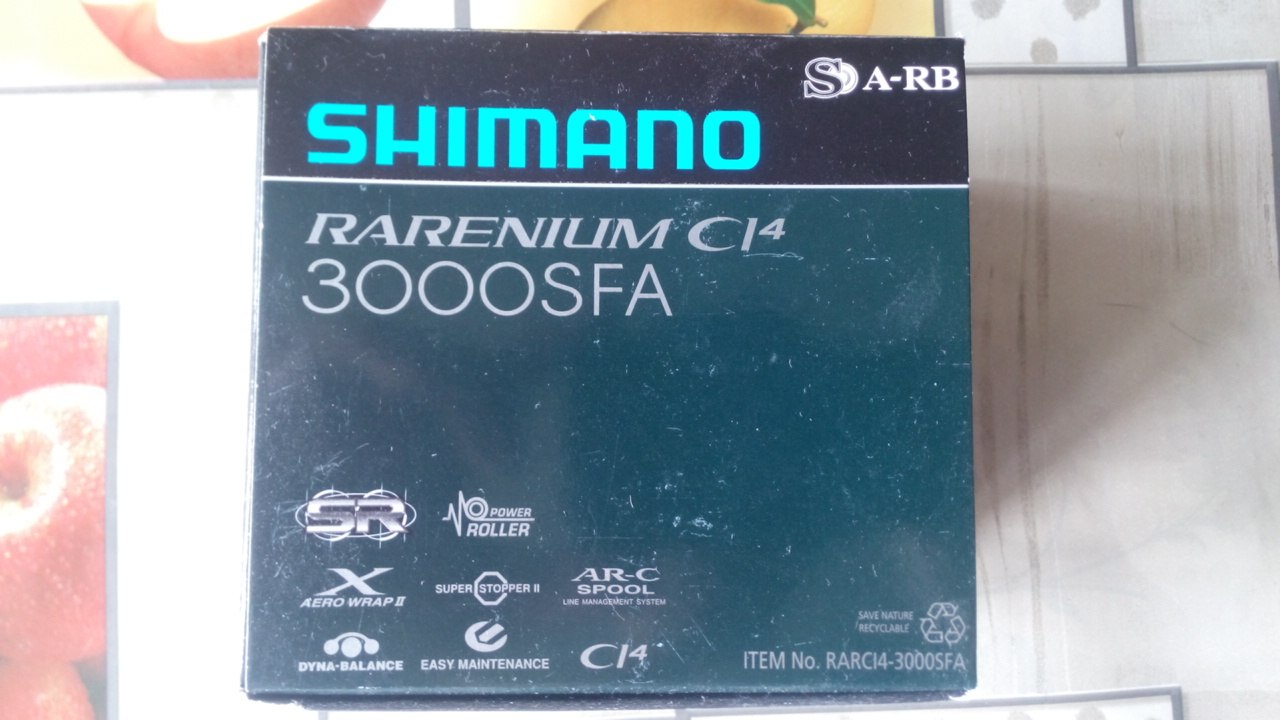 S A-RB
SHIMANO
RARENIUM CI4
3000SFA
SR
POWER
ROLLER
X
AERO WRAP II
SUPER STOPPER II
AR-C
SPOOL
LINE MANAGEMENT SYSTEM
DYNA-BALANCE
EASY MAINTENANCE
CI4
SAVE NATURE
RECYCLABLE
ITEM No. RARCI4-3000SFA